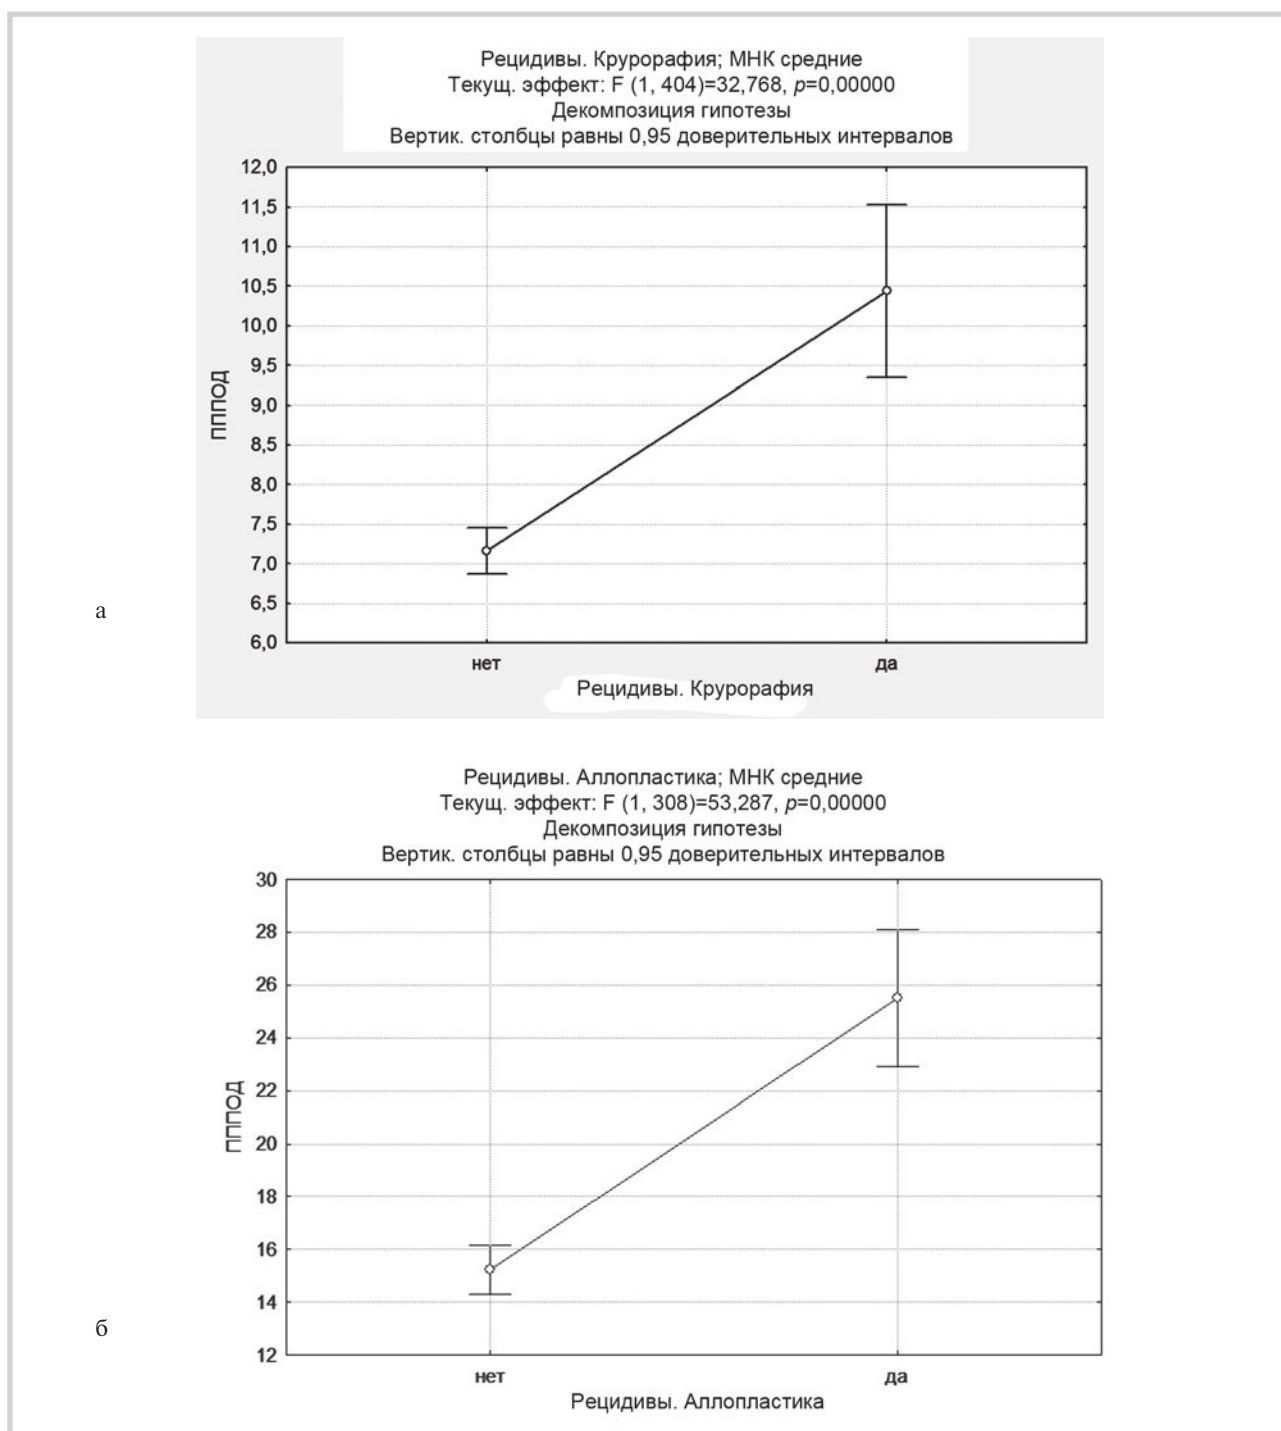 Рецидивы. Крурорафия; МНК средние
Текущ. эффект: F (1, 404)=32,768, p=0,00000
Декомпозиция гипотезы
Вертик. столбцы равны 0,95 доверительных интервалов
12,0
11,5
11,0
10,5
10,0
9,5
9,0
8,5
8,0
7,5
7,0
6,5
6,0
ПППОД
нет да
Рецидивы. Крурорафия
а
Рецидивы. Аллопластика; МНК средние
Текущ. эффект: F (1, 308)=53,287, p=0,00000
Декомпозиция гипотезы
Вертик. столбцы равны 0,95 доверительных интервалов
30
28
26
24
22
20
18
16
14
12
ПППОД
нет да
Рецидивы. Аллопластика
б